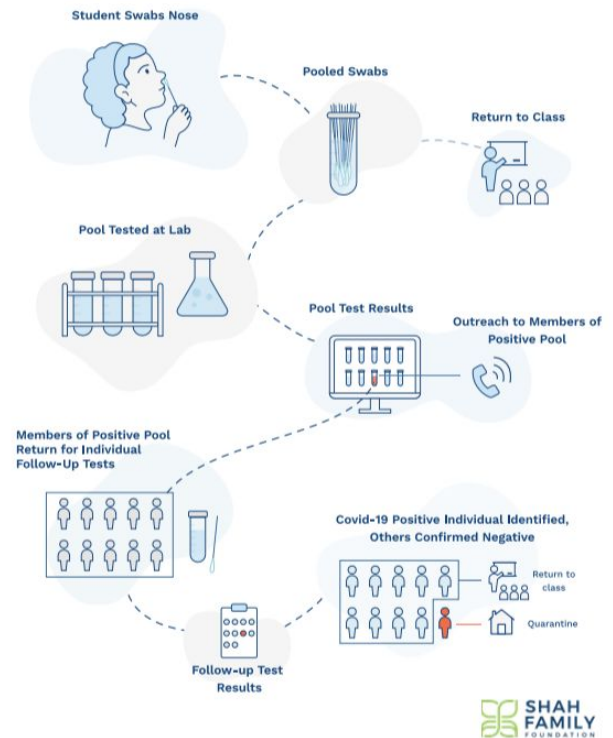 Student Swabs Nose
Pooled Swabs
Return to Class
Pool Tested at Lab
Pool Test Results
Outreach to Members of
Positive Pool
Members of Positive Pool
Return for Individual
Follow-Up Tests
Covid-19 Positive Individual Identified,
Others Confirmed Negative
Return to
class
Quarantine
Follow-up Test
Results
SHAH
FAMILY
FOUNDATION